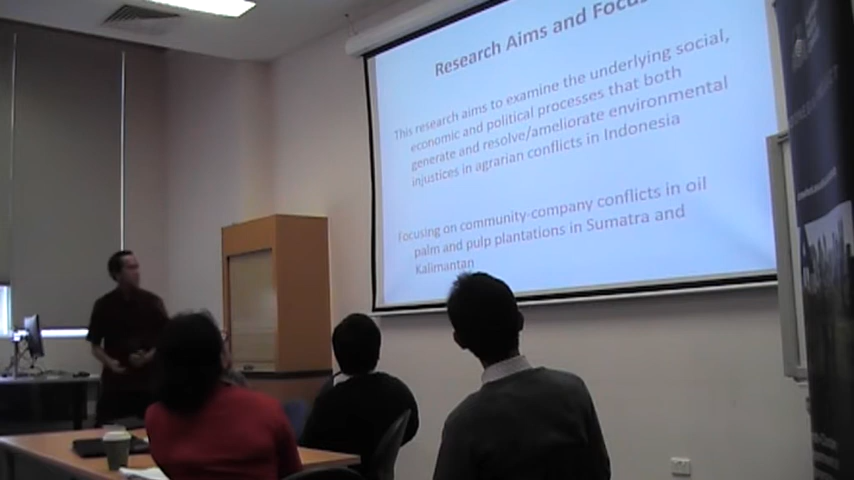 Research Aims and Focus
This research aims to examine the underlying social,
economic and political processes that both
generate and resolve/ameliorate environmental
injustices in agrarian conflicts in Indonesia
Focusing on community-company conflicts in oil
palm and pulp plantations in Sumatra and
Kalimantan